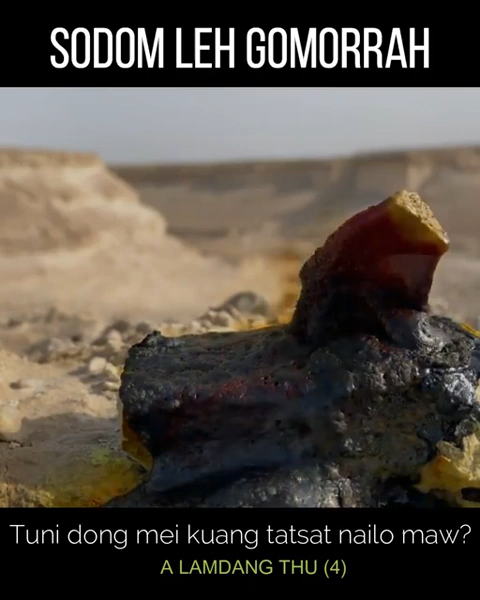 SODOM LEH GOMORRAH
Tuni dong mei kuang tatsat nailo maw?
A LAMDANG THU (4)